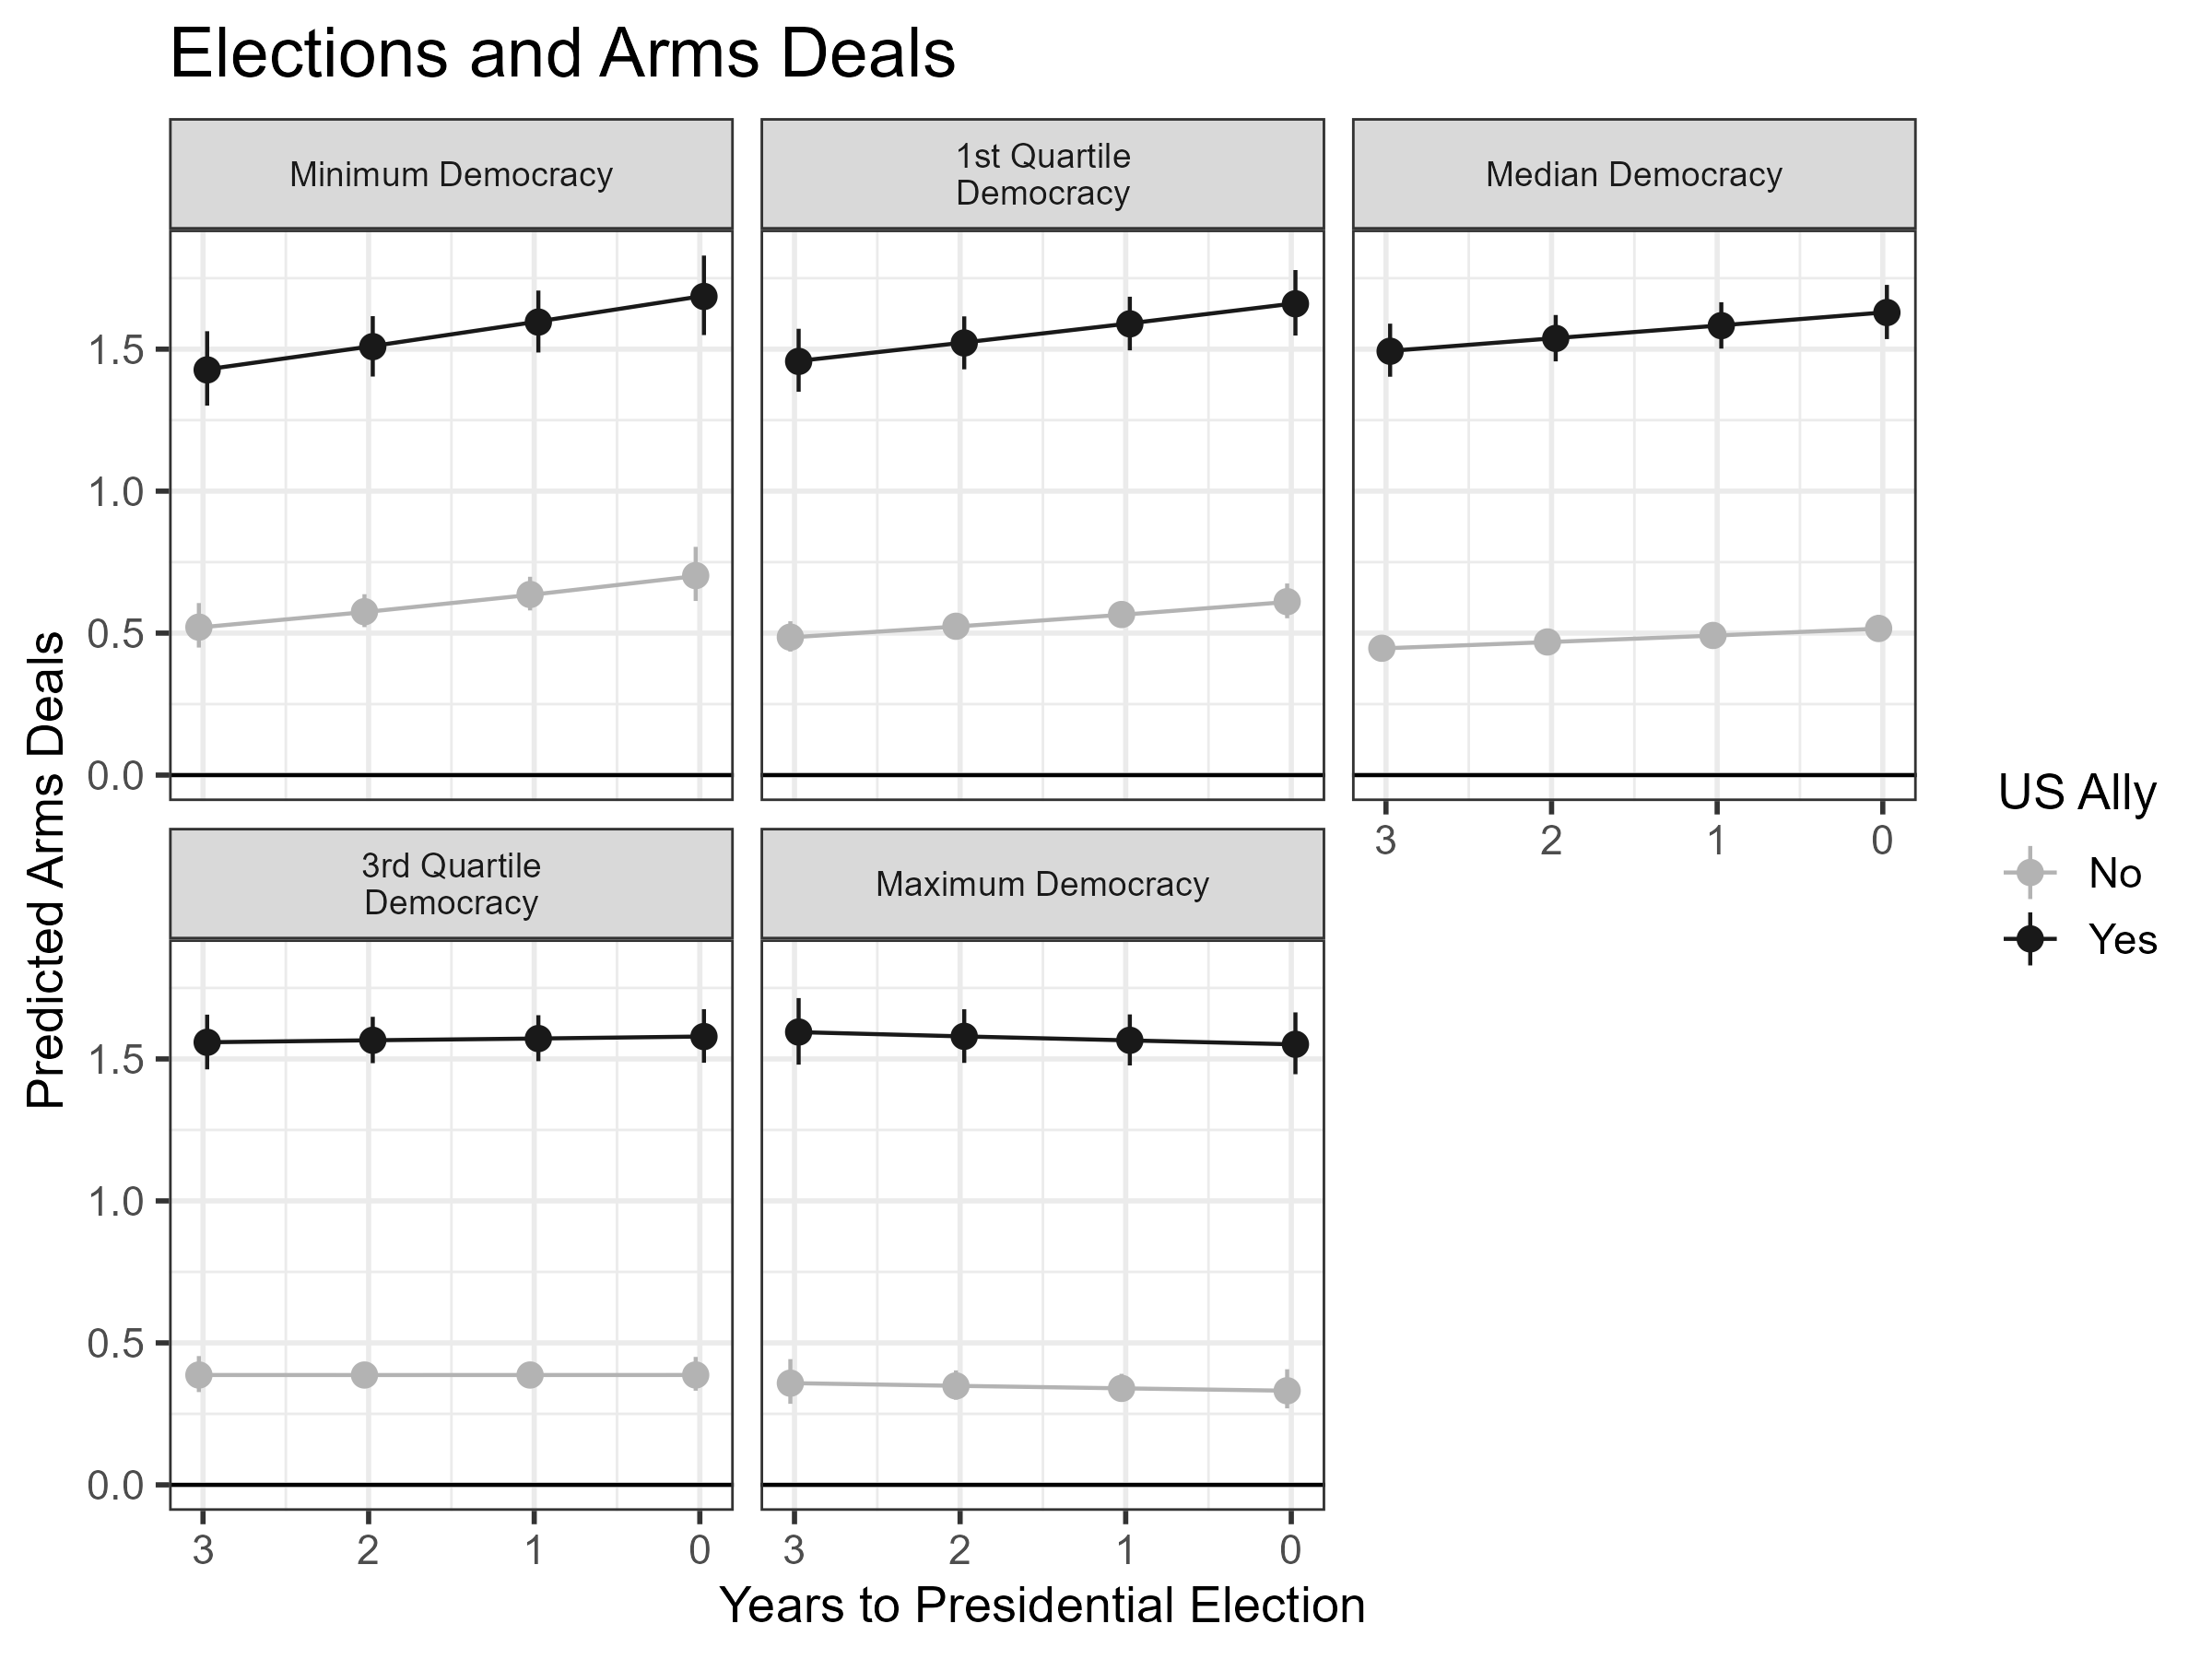 Elections and Arms Deals
Minimum Democracy
1st Quartile
Democracy
Median Democracy
1.5
1.0
0.5
0.0
3 2 1 0
3rd Quartile
Democracy
Maximum Democracy
1.5
1.0
0.5
0.0
3 2 1 0
3 2 1 0
Predicted Arms Deals
Years to Presidential Election
US Ally
No
Yes